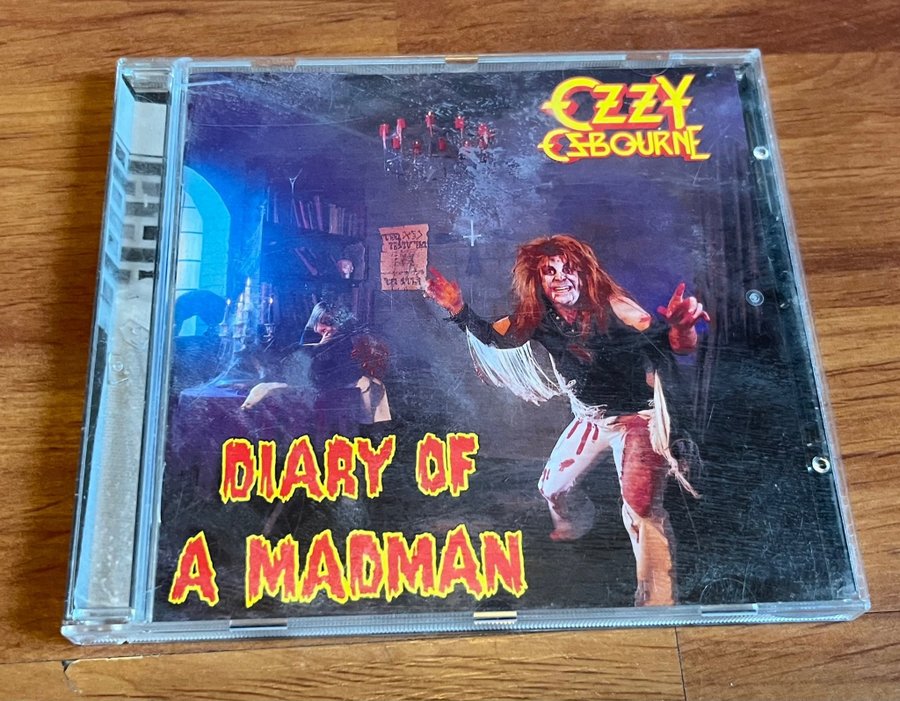 OZZY
OSBOURNE
DIARY OF
A MADMAN